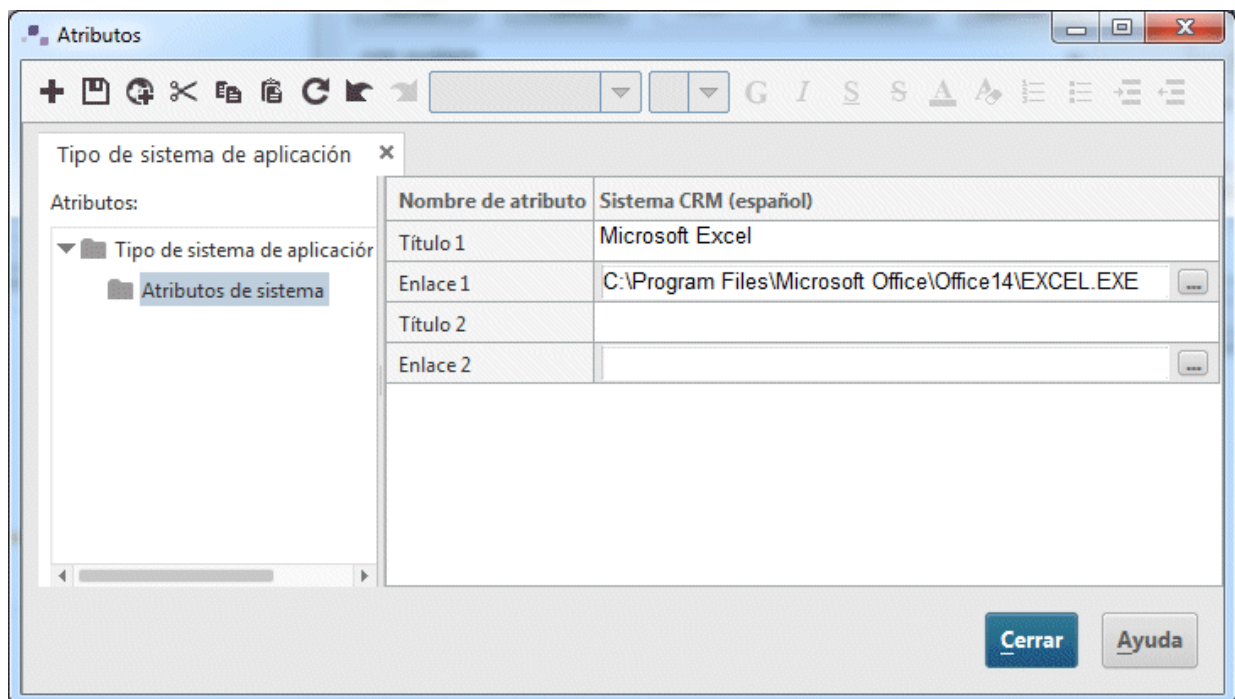 Atributos
G I S S A
Tipo de sistema de aplicación
Atributos:
Tipo de sistema de aplicación
Atributos de sistema
Nombre de atributo Sistema CRM (español)
Título 1 Microsoft Excel
Enlace 1 C:\Program Files\Microsoft Office\Office14\EXCEL.EXE ...
Título 2
Enlace 2 ...
Cerrar Ayuda